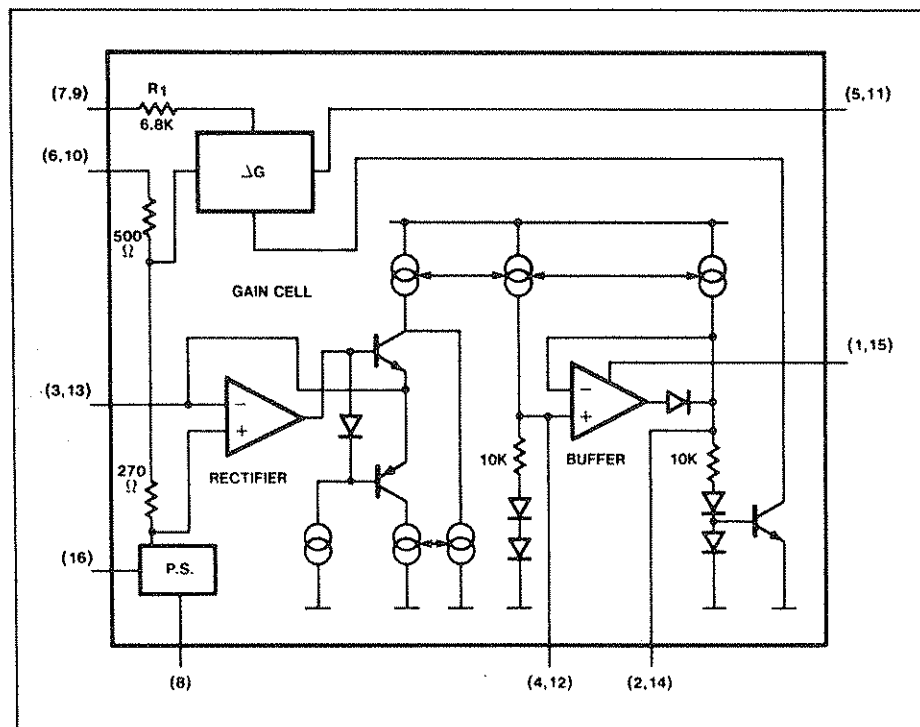 (7,9)
R1
6.8K
(5,11)
(6,10)
⊿G
500
Ω
GAIN CELL
(3,13)
−
+
RECTIFIER
(1,15)
−
+
BUFFER
10K
10K
270
Ω
(16)
P.S.
(8)
(4,12)
(2,14)